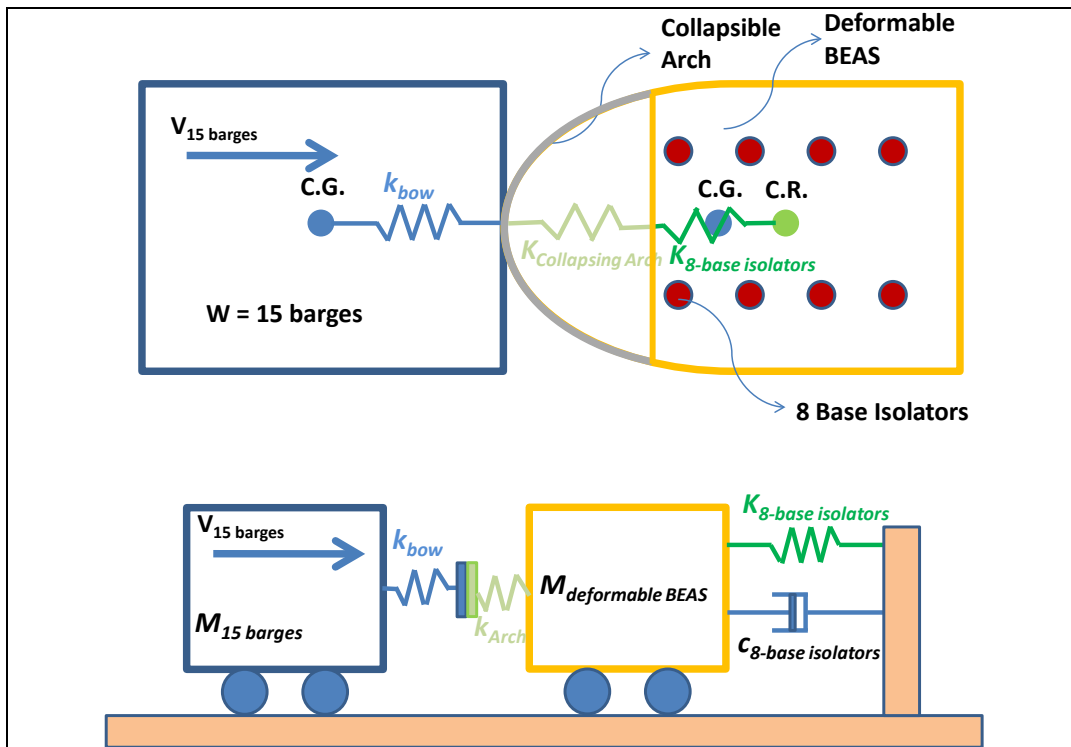 Collapsible
Arch
Deformable
BEAS
V15 barges
C.G.
kbow
C.G.
C.R.
KCollapsing Arch
K8-base isolators
W = 15 barges
8 Base Isolators
V15 barges
kbow
K8-base isolators
M15 barges
kArch
Mdeformable BEAS
c8-base isolators